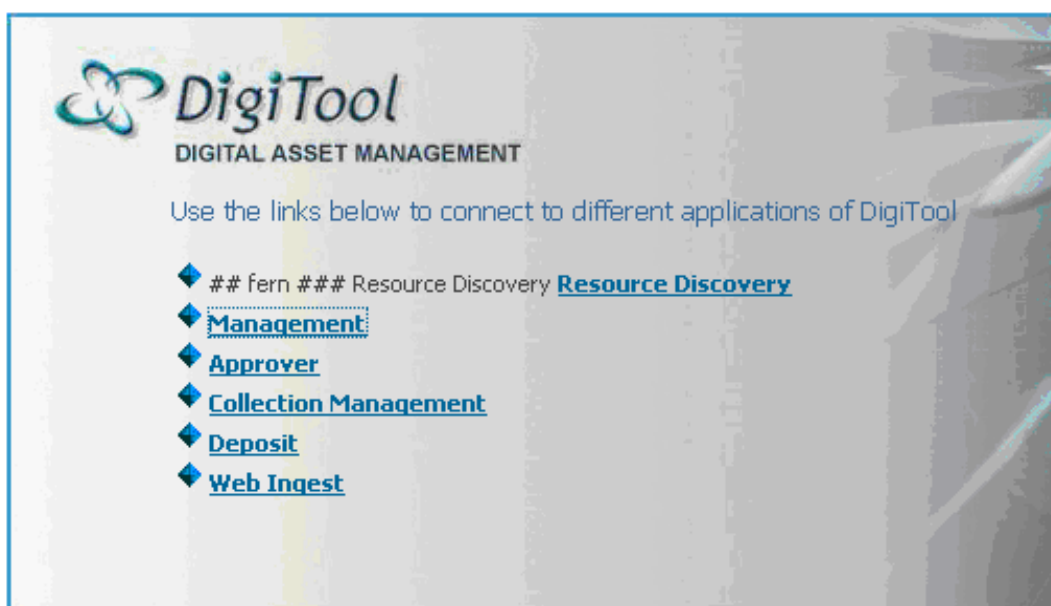 DigiTool
DIGITAL ASSET MANAGEMENT
Use the links below to connect to different applications of DigiTool
## fern ### Resource Discovery Resource Discovery
Management
Approver
Collection Management
Deposit
Web Ingest